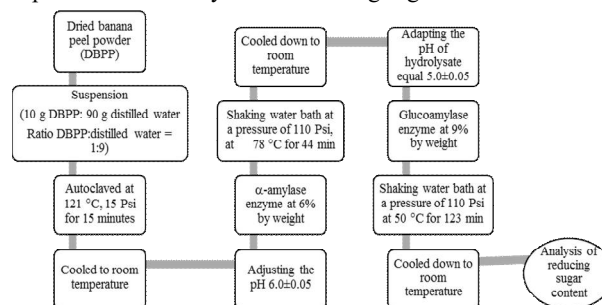 Dried banana
peel powder
(DBPP)
Suspension
(10 g DBPP: 90 g distilled water
Ratio DBPP:distilled water =
1:9)
Autoclaved at
121 °C, 15 Psi
for 15 minutes
Cooled to room
temperature
Adjusting the
pH 6.0±0.05
α-amylase
enzyme at 6%
by weight
Shaking water bath at
a pressure of 110 Psi,
at 78 °C for 44 min
Cooled down to
room
temperature
Adapting the
pH of
hydrolysate
equal 5.0±0.05
Glucoamylase
enzyme at 9%
by weight
Shaking water bath at
a pressure of 110 Psi
at 50 °C for 123 min
Cooled down to
room
temperature
Analysis of
reducing
sugar
content